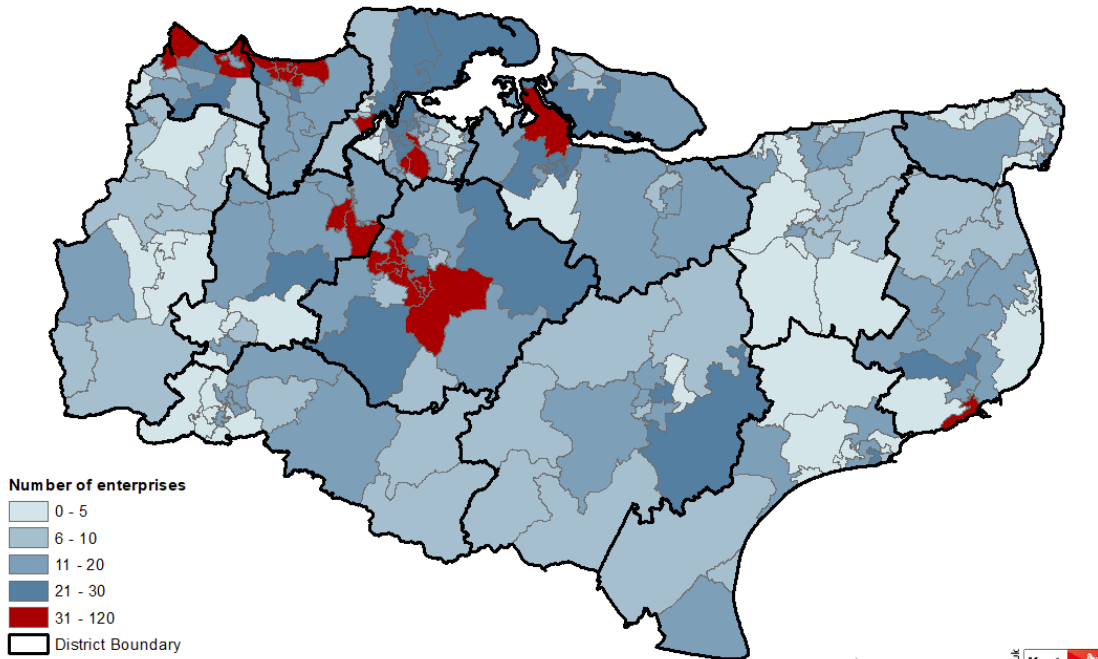 Number of enterprises
0 - 5
6 - 10
11 - 20
21 - 30
31 - 120
District Boundary